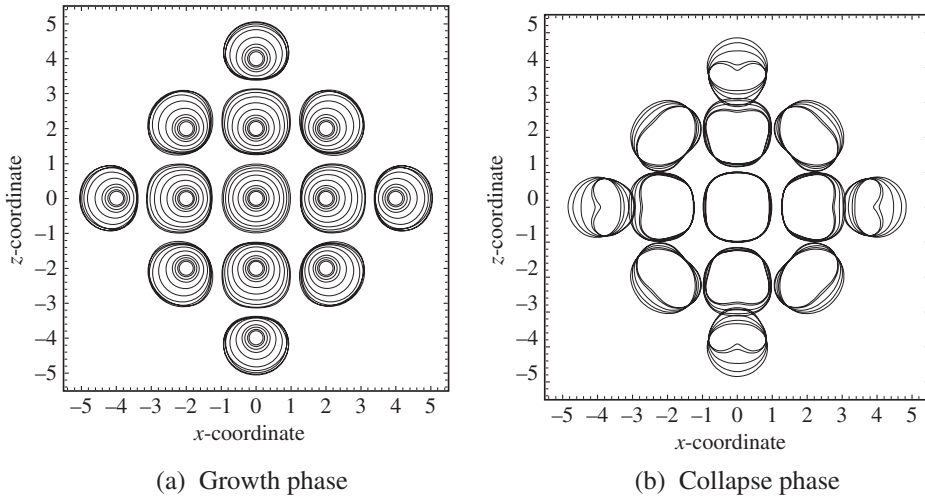 5
4
3
2
1
0
–1
–2
–3
–4
–5
z-coordinate
–5 –4 –3 –2 –1 0 1 2 3 4 5
x-coordinate
(a) Growth phase
5
4
3
2
1
0
–1
–2
–3
–4
–5
z-coordinate
–5 –4 –3 –2 –1 0 1 2 3 4 5
x-coordinate
(b) Collapse phase